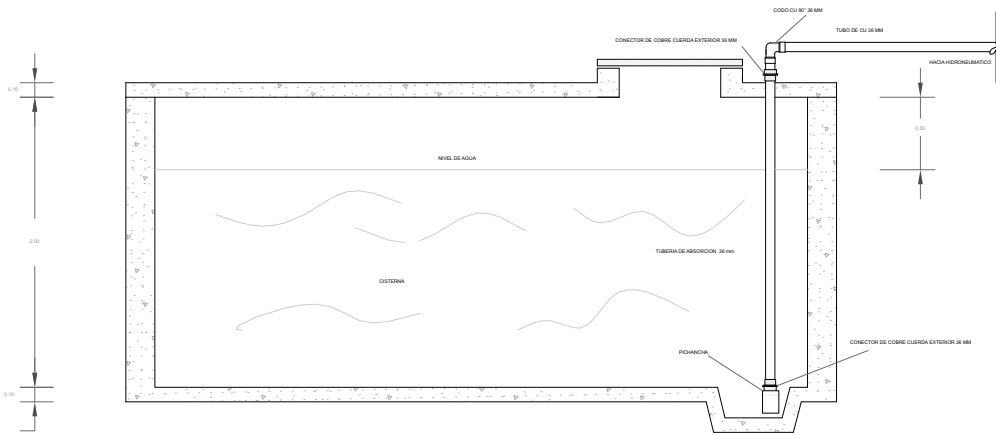 CODO CU 90° 36 MM
TUBO DE CU 36 MM
CONECTOR DE COBRE CUERDA EXTERIOR 36 MM
HACIA HIDRONEUMATICO
0.10
0.50
NIVEL DE AGUA
2.00
TUBERIA DE ABSORCION 36 mm
CISTERNA
CONECTOR DE COBRE CUERDA EXTERIOR 36 MM
PICHANCHA
0.10